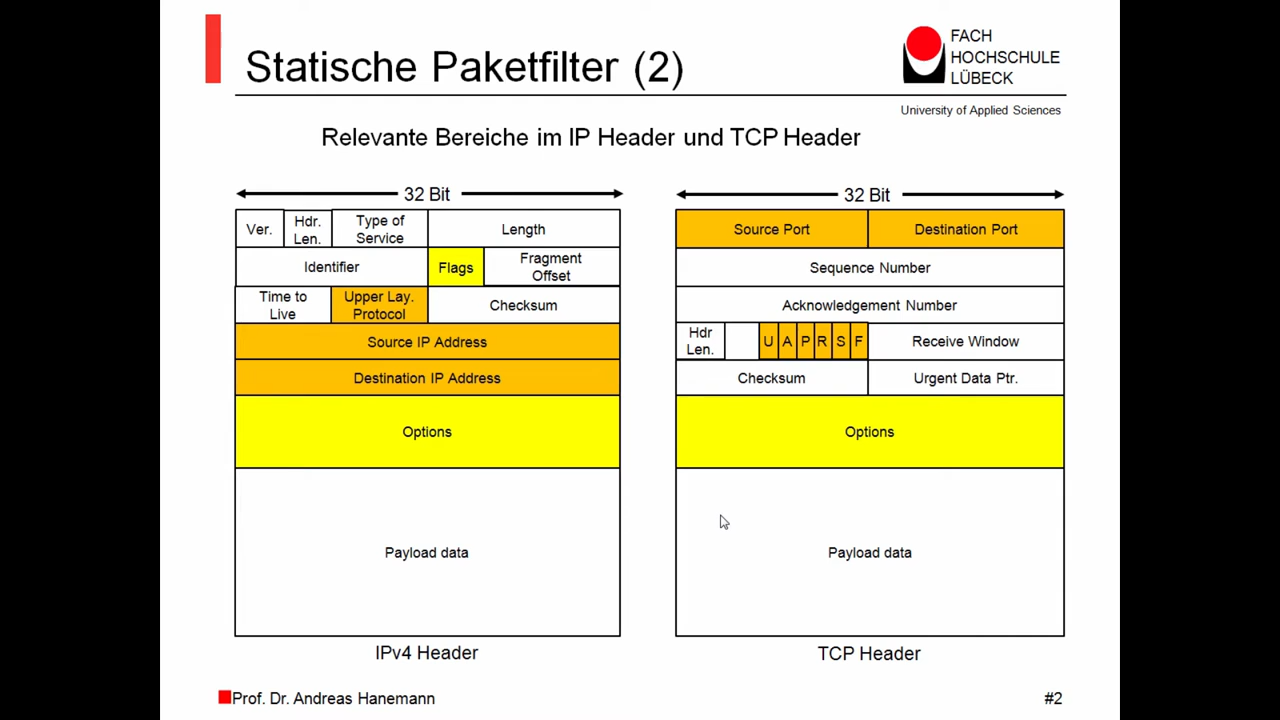 Statische Paketfilter (2)
FACH
HOCHSCHULE
LÜBECK
University of Applied Sciences
Relevante Bereiche im IP Header und TCP Header
32 Bit
Ver.
Hdr.
Len.
Type of
Service
Length
Identifier
Flags
Fragment
Offset
Time to
Live
Upper Lay.
Protocol
Checksum
Source IP Address
Destination IP Address
Options
Payload data
IPv4 Header
32 Bit
Source Port
Destination Port
Sequence Number
Acknowledgement Number
Hdr
Len.
U A P R S F
Receive Window
Checksum
Urgent Data Ptr.
Options
Payload data
TCP Header
Prof. Dr. Andreas Hanemann
#2